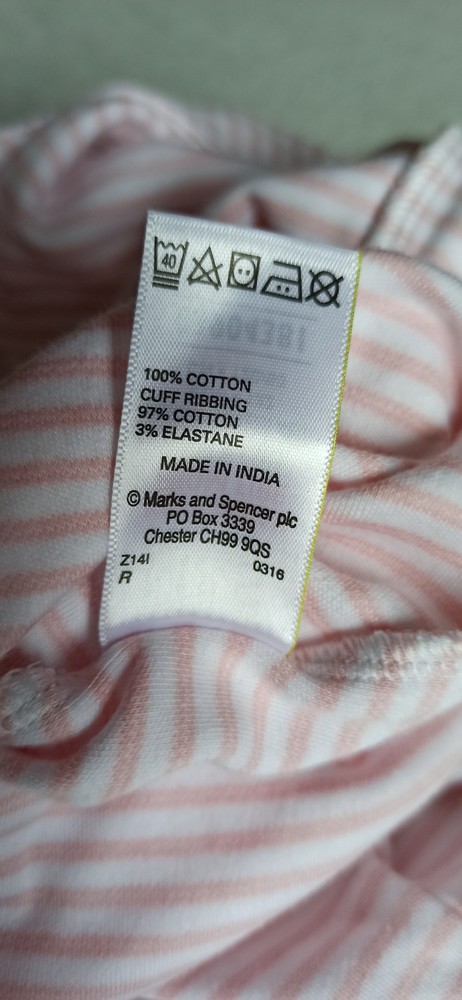 40
100% COTTON
CUFF RIBBING
97% COTTON
3% ELASTANE
MADE IN INDIA
© Marks and Spencer plc
PO Box 3339
Chester CH99 9QS
Z14I 0316
R